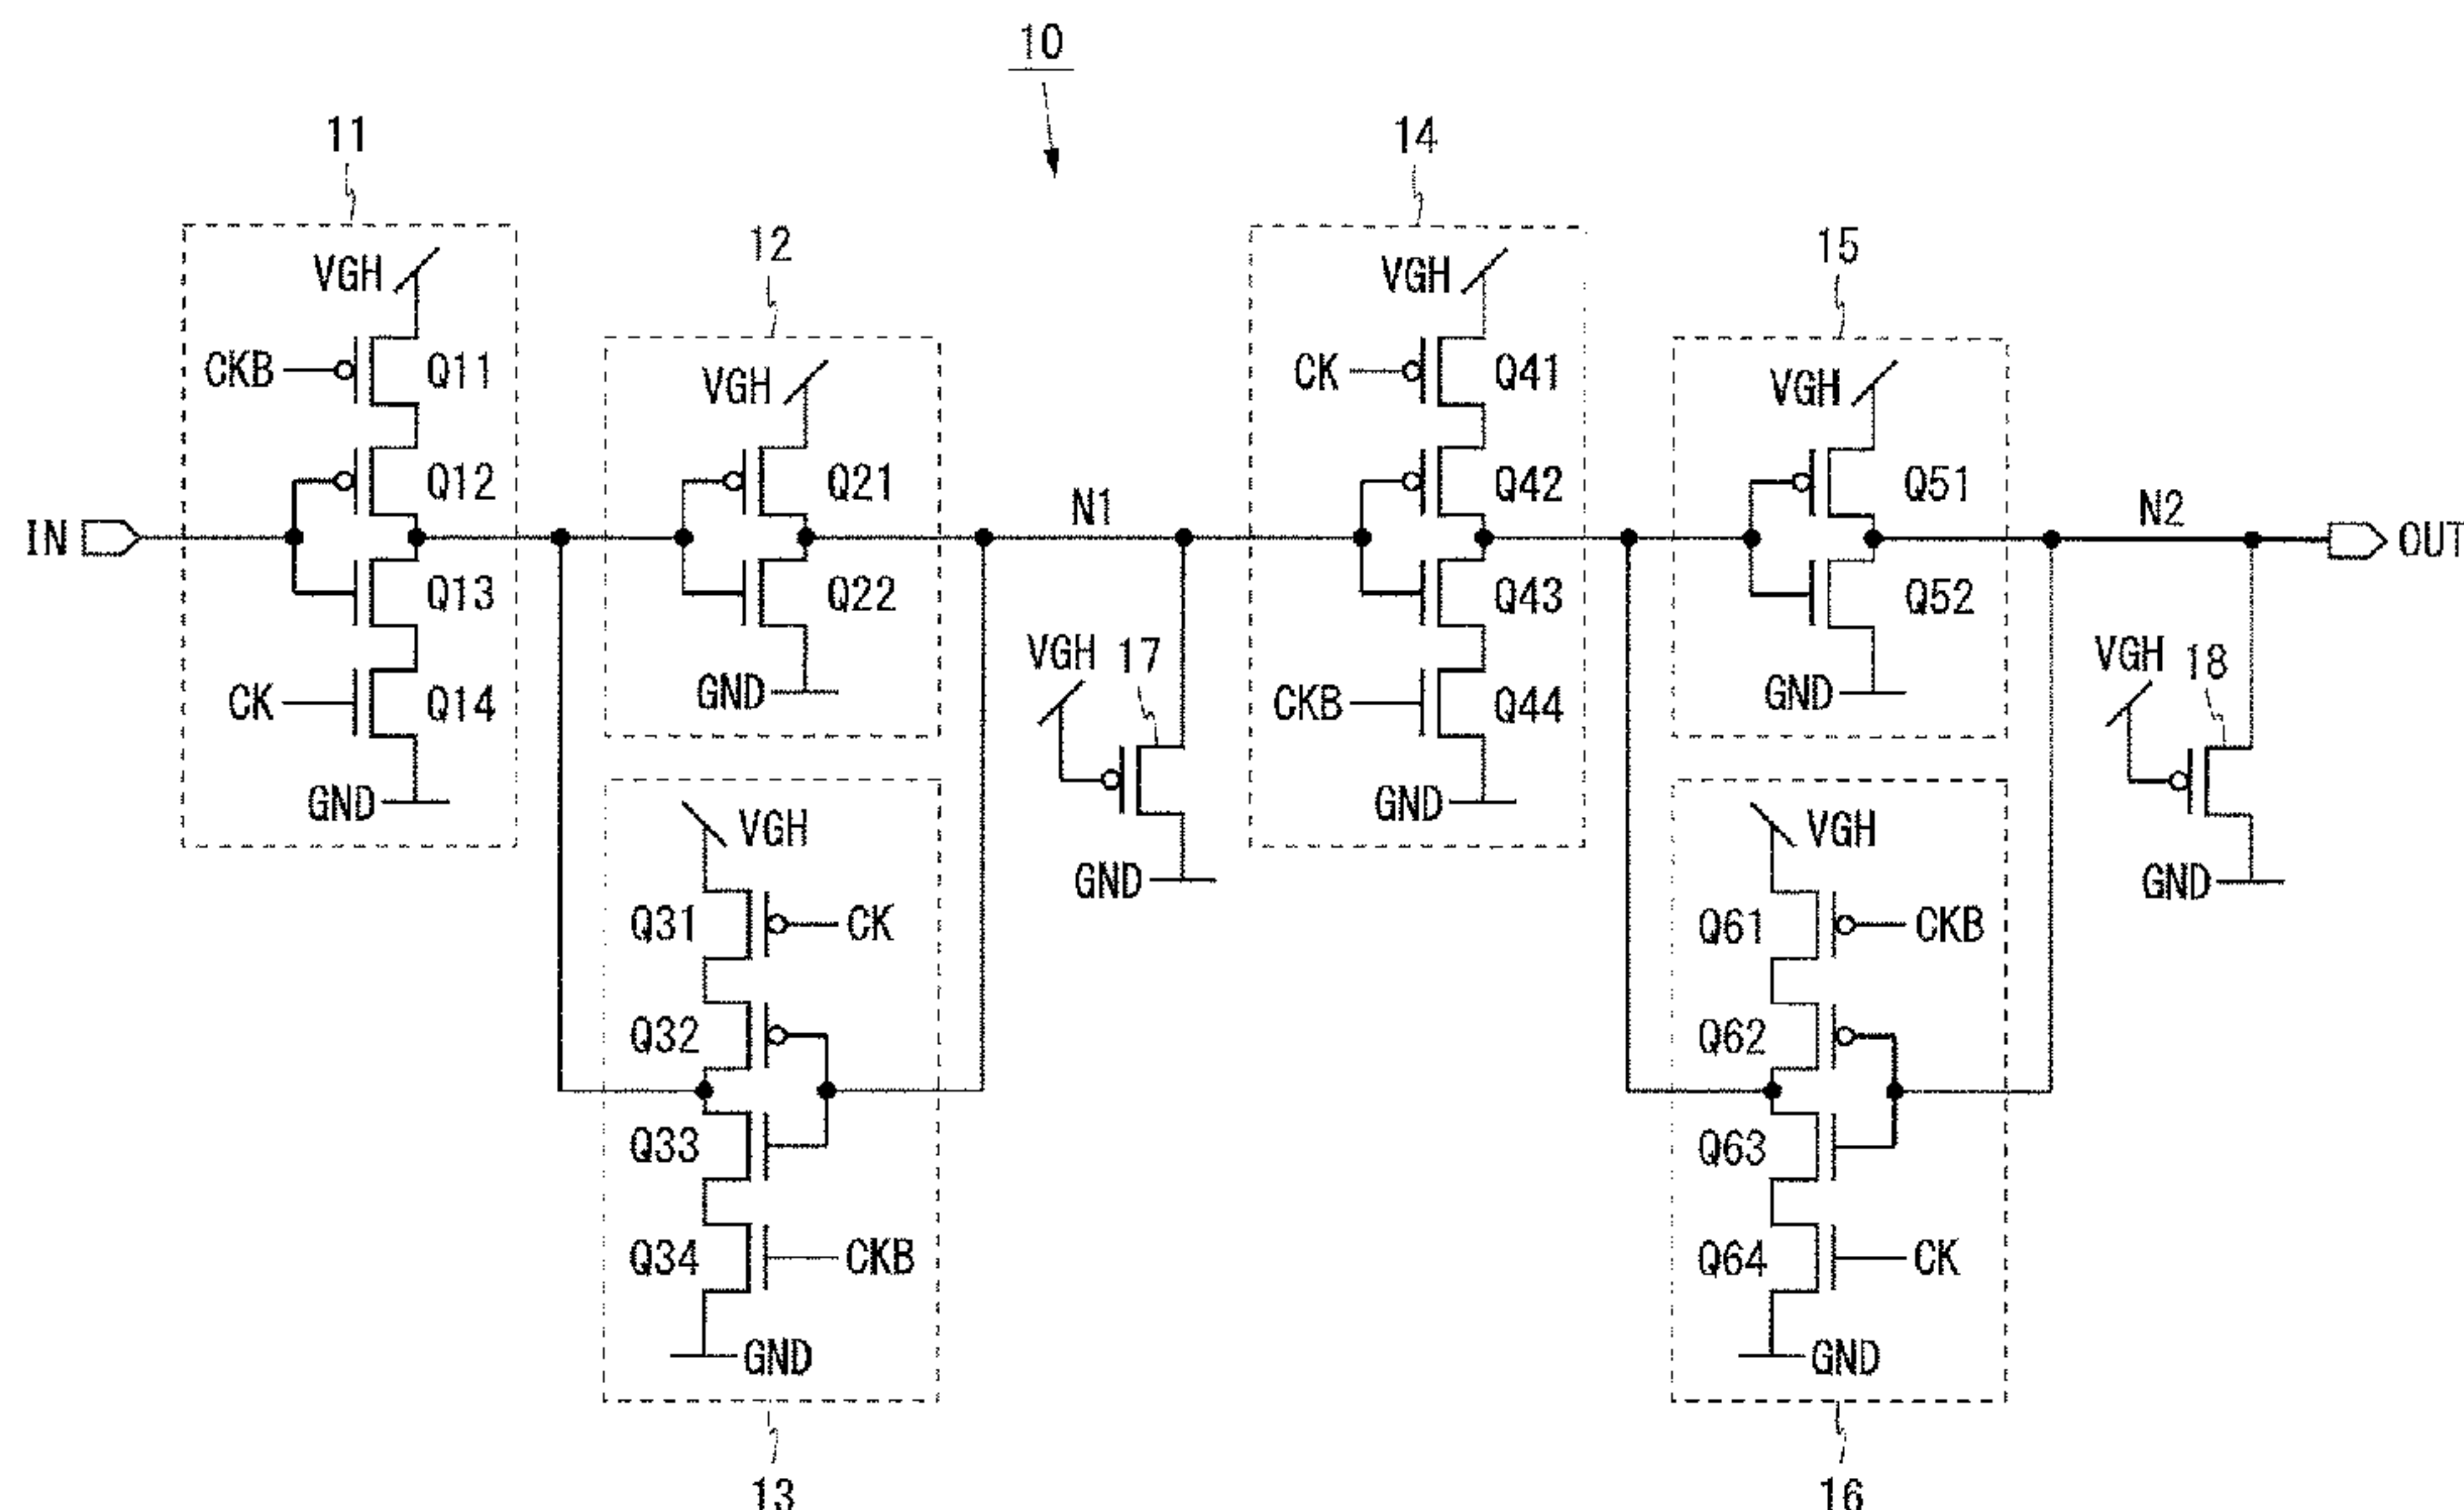 10
11
14
12
15
VGH
VGH
VGH
VGH
CKB
Q11
CK
Q41
Q12
Q21
Q42
Q51
IN
N1
N2
OUT
Q13
Q22
Q43
Q52
VGH
17
VGH
18
CK
Q14
GND
CKB
Q44
GND
GND
GND
VGH
VGH
GND
GND
Q31
CK
Q61
CKB
Q32
Q62
Q33
Q63
Q34
CKB
Q64
CK
GND
GND
13
16